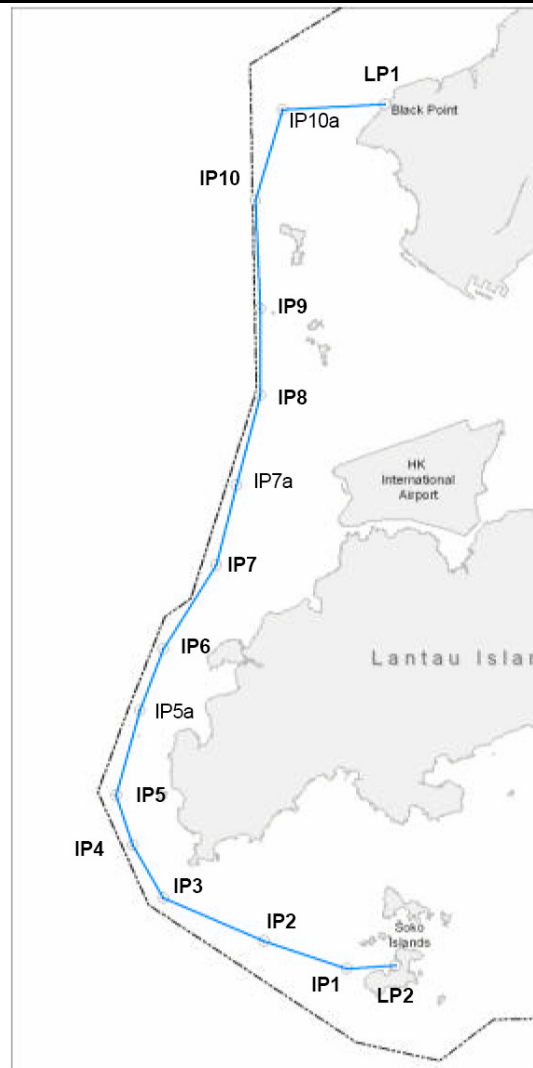 LP1
Black Point
IP10a
IP10
IP9
IP8
HK
International
Airport
IP7a
IP7
IP6
Lantau Islan
IP5a
IP5
IP4
IP3
IP2
Soko
Islands
IP1
LP2